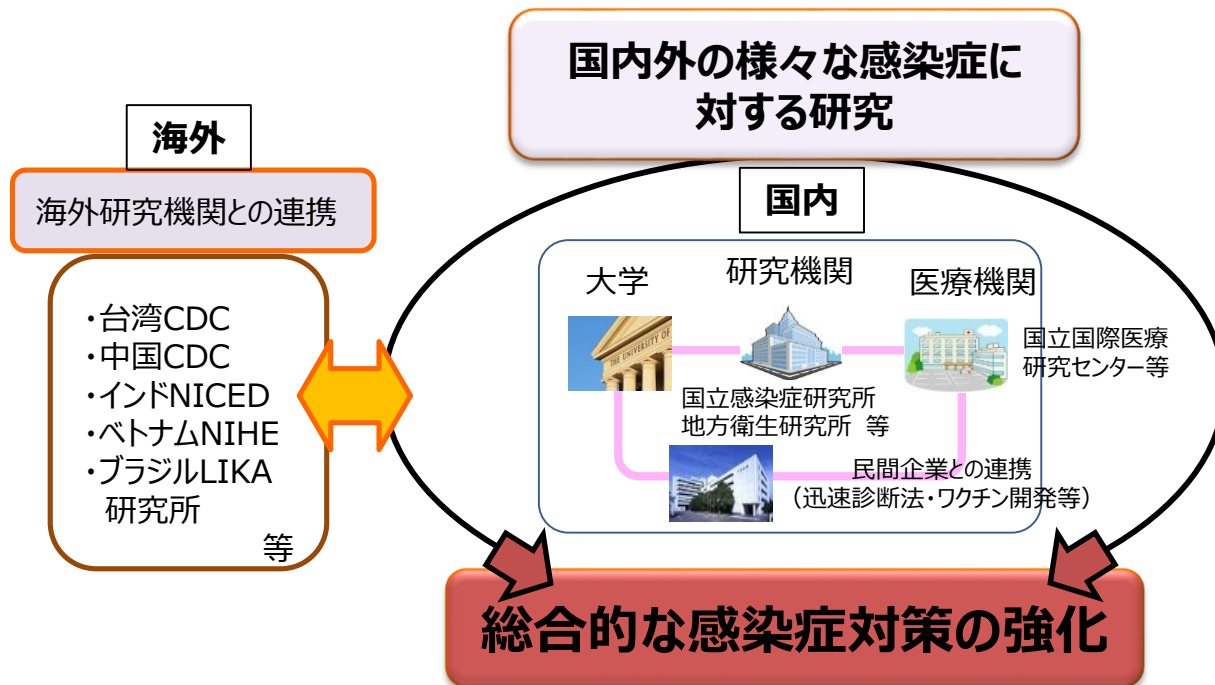 国内外の様々な感染症に
対する研究
海外
海外研究機関との連携
・台湾CDC
・中国CDC
・インドNICED
・ベトナムNIHE
・ブラジルLIKA
研究所
等
国内
大学
研究機関
医療機関
THE UNIVERSITY OF
国立国際医療
研究センター等
国立感染症研究所
地方衛生研究所 等
民間企業との連携
（迅速診断法・ワクチン開発等）
総合的な感染症対策の強化